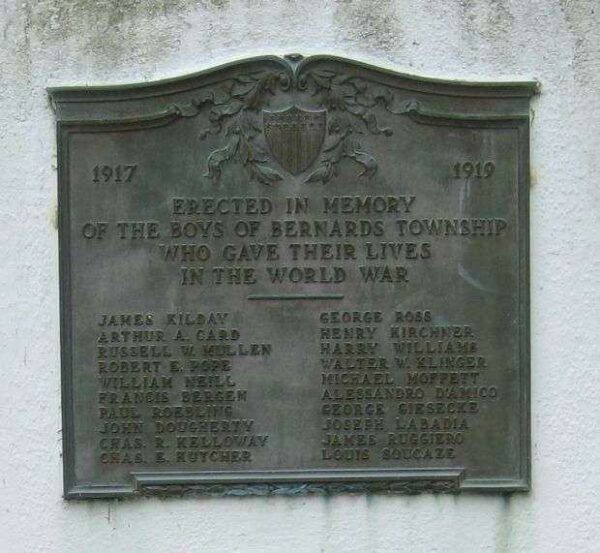 1917
1919
ERECTED IN MEMORY
OF THE BOYS OF BERNARDS TOWNSHIP
WHO GAVE THEIR LIVES
IN THE WORLD WAR
JAMES KILDAY
ARTHUR A. CARD
RUSSELL W. MULLEN
ROBERT E. POPE
WILLIAM NEILL
FRANCIS BERGEN
PAUL ROEBLING
JOHN DOUGHERTY
CHAS. R. KELLOWAY
CHAS. E. HUTCHER
GEORGE ROSS
HENRY KIRCHNER
HARRY WILLIAMS
WALTER W. KLINGER
MICHAEL MOFFETT
ALESSANDRO D'AMICO
GEORGE GIESECKE
JOSEPH LABADIA
JAMES RUGGIERO
LOUIS SOUCAZE